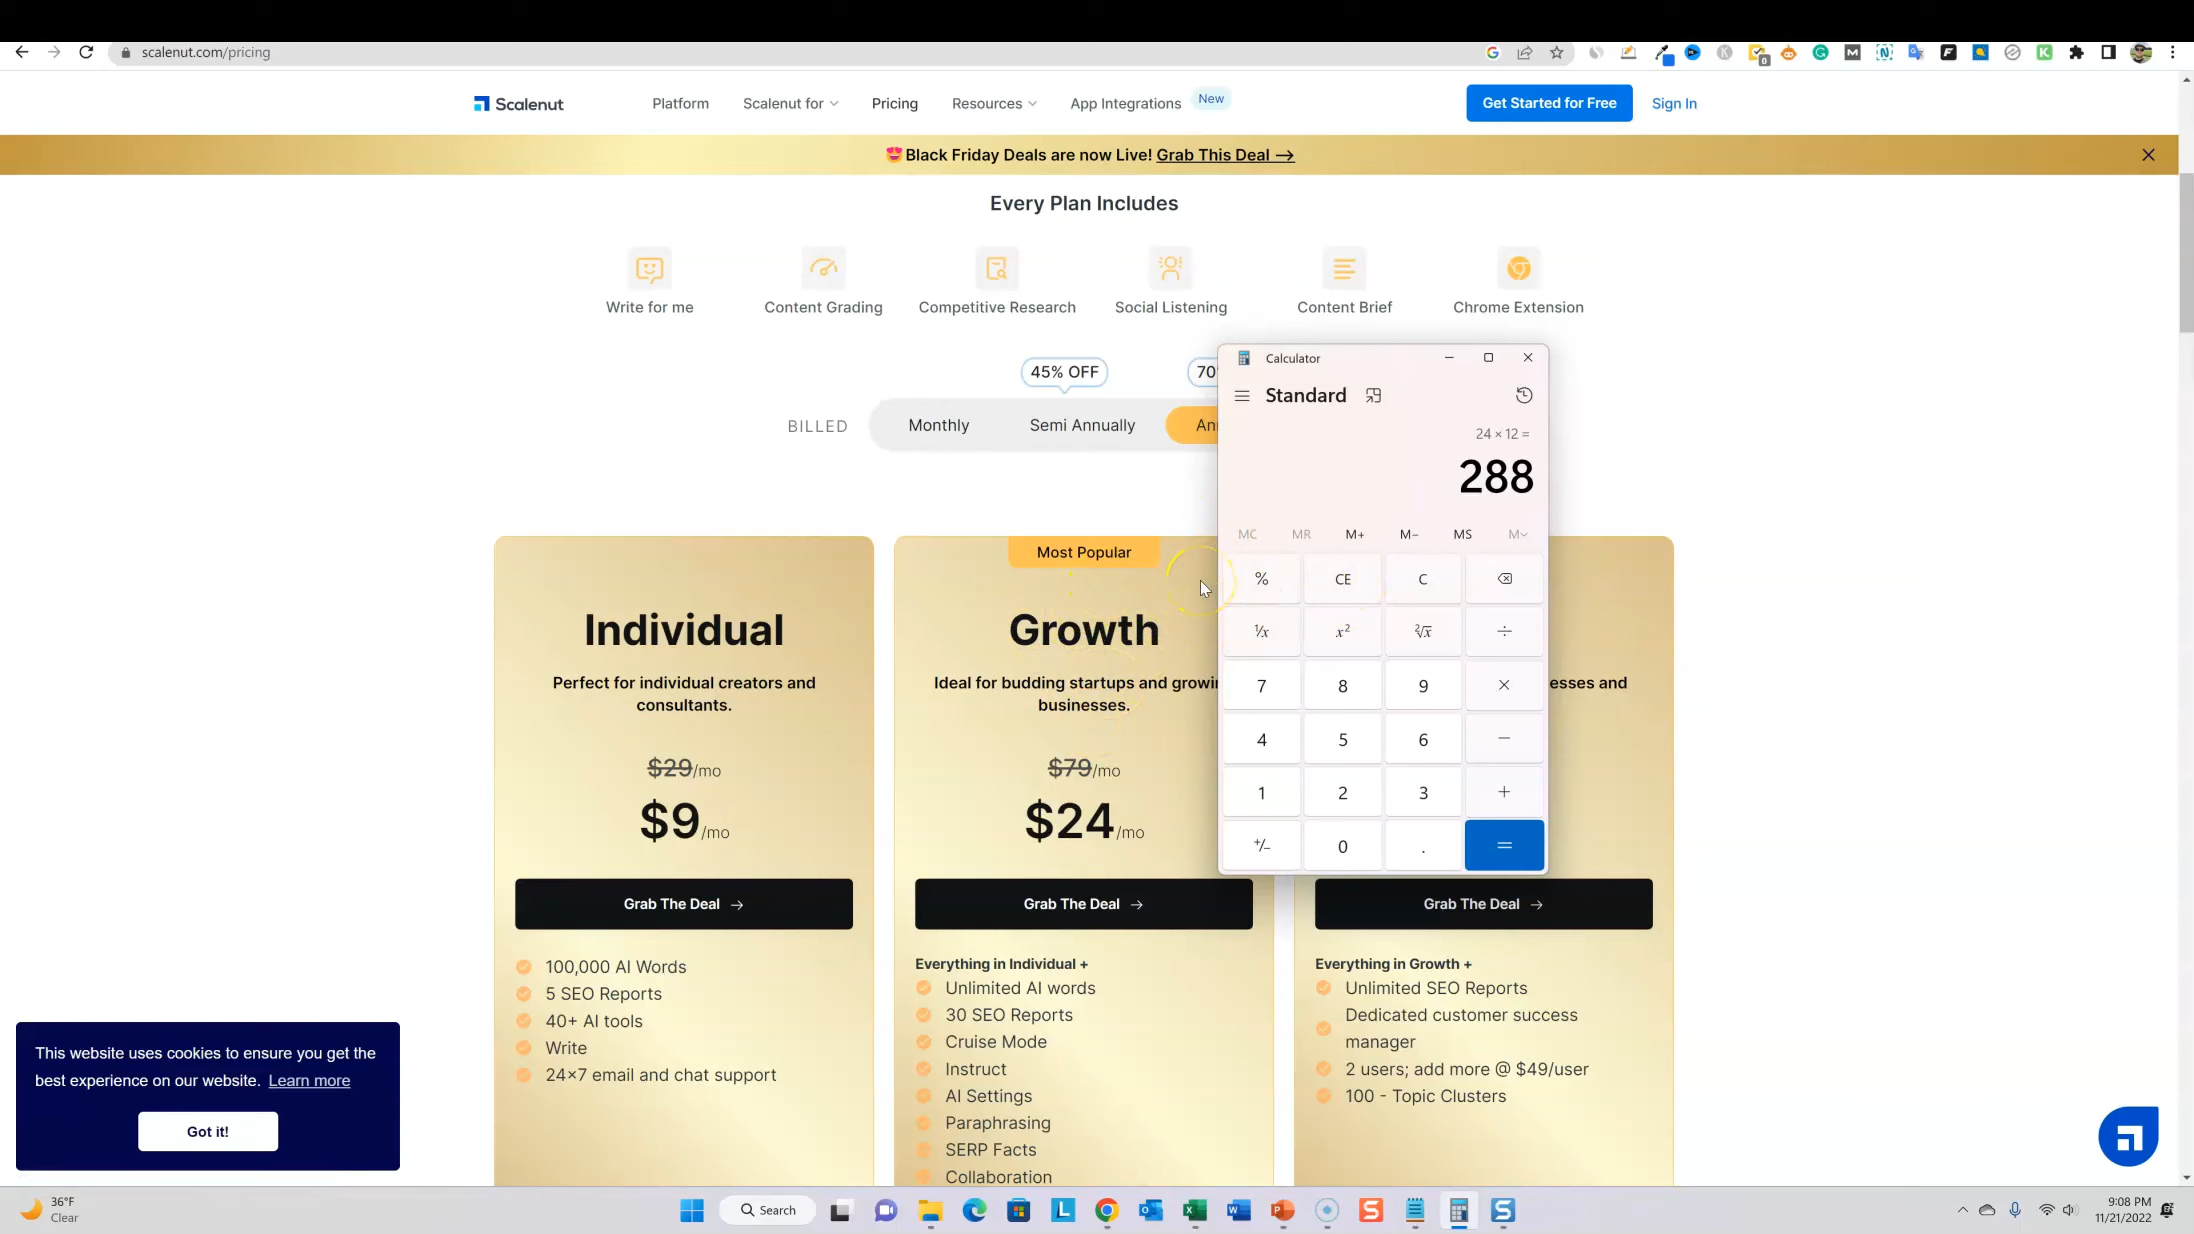 scalenut.com/pricing
Scalenut
Platform
Scalenut for
Pricing
Resources
App Integrations
New
Get Started for Free
Sign In
Black Friday Deals are now Live! Grab This Deal →
Every Plan Includes
Write for me
Content Grading
Competitive Research
Social Listening
Content Brief
Chrome Extension
45% OFF
70
BILLED
Monthly
Semi Annually
An
Calculator
Standard
24 × 12 =
288
MC MR M+ M− MS M
% CE C
¹/x x² ²√x ÷
7 8 9 ×
4 5 6 −
1 2 3 +
+/− 0 . =
Individual
Perfect for individual creators and
consultants.
$29/mo
$9/mo
Grab The Deal →
100,000 AI Words
5 SEO Reports
40+ AI tools
Write
24×7 email and chat support
Most Popular
Growth
Ideal for budding startups and growi
businesses.
$79/mo
$24/mo
Grab The Deal →
Everything in Individual +
Unlimited AI words
30 SEO Reports
Cruise Mode
Instruct
AI Settings
Paraphrasing
SERP Facts
Collaboration
esses and
Grab The Deal →
Everything in Growth +
Unlimited SEO Reports
Dedicated customer success
manager
2 users; add more @ $49/user
100 - Topic Clusters
This website uses cookies to ensure you get the
best experience on our website. Learn more
Got it!
36°F
Clear
Search
9:08 PM
11/21/2022